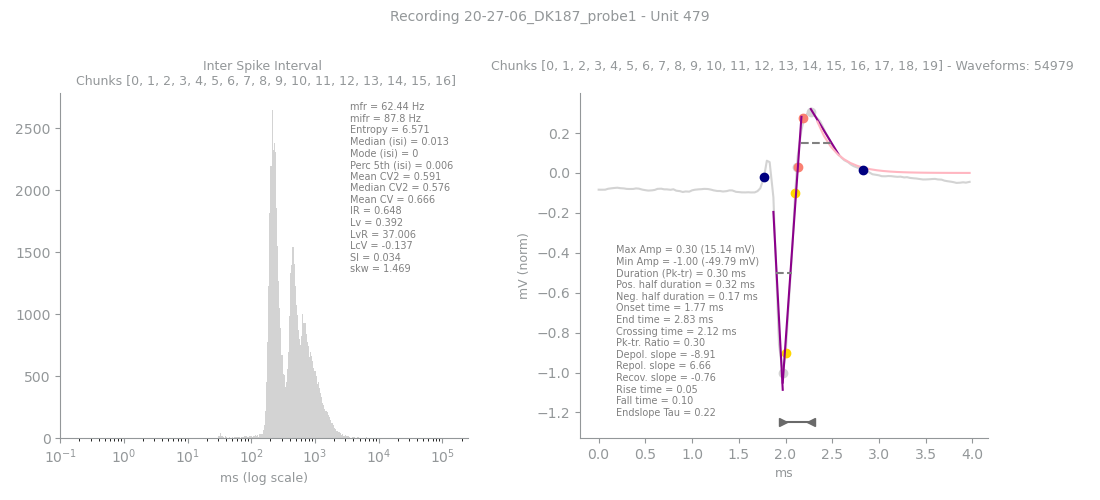 Recording 20-27-06_DK187_probe1 - Unit 479
Inter Spike Interval
Chunks [0, 1, 2, 3, 4, 5, 6, 7, 8, 9, 10, 11, 12, 13, 14, 15, 16]
2500
2000
1500
1000
500
0
mfr = 62.44 Hz
mifr = 87.8 Hz
Entropy = 6.571
Median (isi) = 0.013
Mode (isi) = 0
Perc 5th (isi) = 0.006
Mean CV2 = 0.591
Median CV2 = 0.576
Mean CV = 0.666
IR = 0.648
Lv = 0.392
LvR = 37.006
LcV = -0.137
SI = 0.034
skw = 1.469
10⁻¹ 10⁰ 10¹ 10² 10³ 10⁴ 10⁵
ms (log scale)
Chunks [0, 1, 2, 3, 4, 5, 6, 7, 8, 9, 10, 11, 12, 13, 14, 15, 16, 17, 18, 19] - Waveforms: 54979
mV (norm)
0.2
0.0
−0.2
−0.4
−0.6
−0.8
−1.0
−1.2
Max Amp = 0.30 (15.14 mV)
Min Amp = -1.00 (-49.79 mV)
Duration (Pk-tr) = 0.30 ms
Pos. half duration = 0.32 ms
Neg. half duration = 0.17 ms
Onset time = 1.77 ms
End time = 2.83 ms
Crossing time = 2.12 ms
Pk-tr. Ratio = 0.30
Depol. slope = -8.91
Repol. slope = 6.66
Recov. slope = -0.76
Rise time = 0.05
Fall time = 0.10
Endslope Tau = 0.22
0.0 0.5 1.0 1.5 2.0 2.5 3.0 3.5 4.0
ms